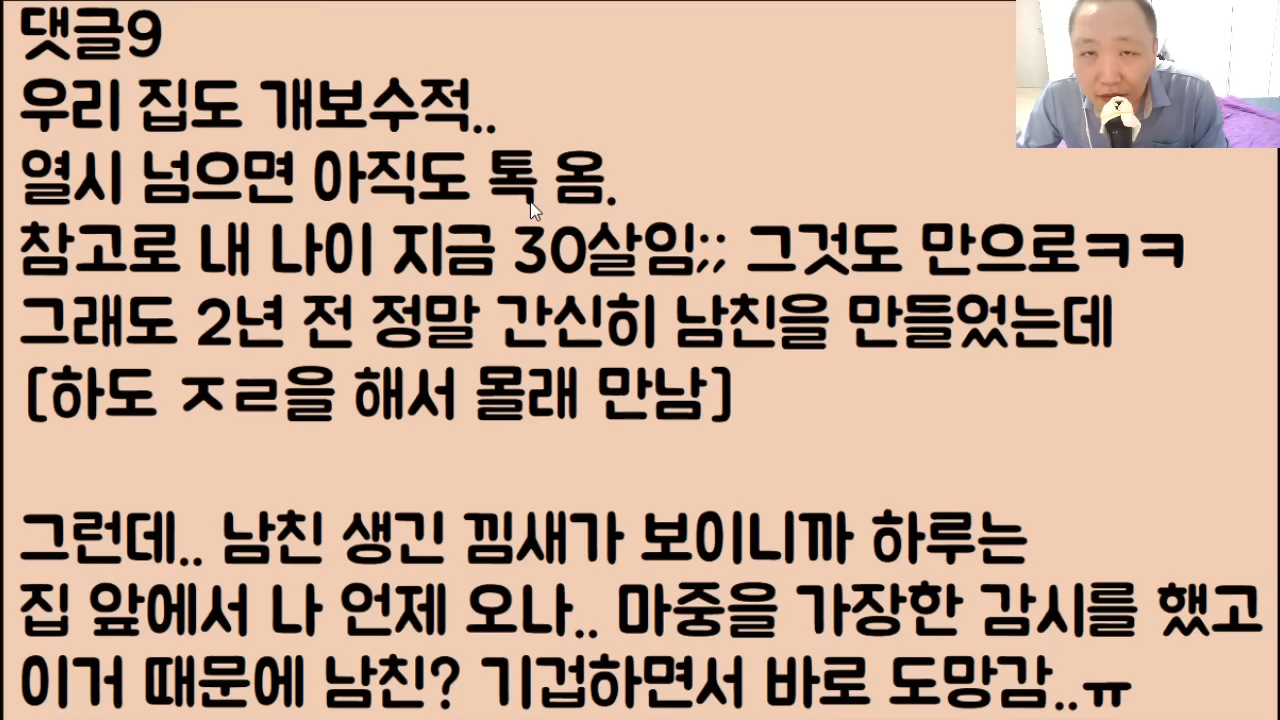 댓글9
우리 집도 개보수적..
열시 넘으면 아직도 톡 옴.
참고로 내 나이 지금 30살임;; 그것도 만으로ㅋㅋ
그래도 2년 전 정말 간신히 남친을 만들었는데
[하도 ㅈㄹ을 해서 몰래 만남]
그런데.. 남친 생긴 낌새가 보이니까 하루는
집 앞에서 나 언제 오나.. 마중을 가장한 감시를 했고
이거 때문에 남친? 기겁하면서 바로 도망감..ㅠ